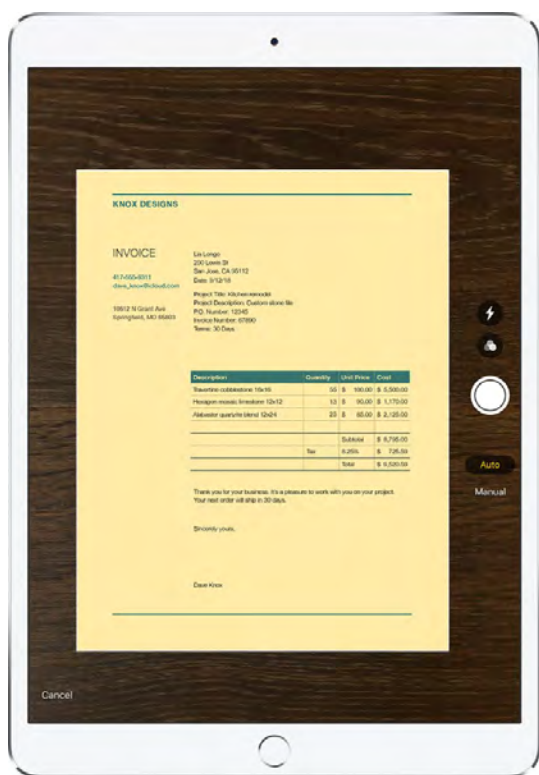 KNOX DESIGNS
INVOICE
Lia Longo
200 Lewis St
San Jose, CA 95112
Date: 9/12/18
417-555-9311
dave_knox@icloud.com
Project Title: Kitchen remodel
Project Description: Custom stone tile
P.O. Number: 12345
Invoice Number: 67890
Terms: 30 Days
10812 N Grant Ave
Springfield, MO 65803
Description Quantity Unit Price Cost
Travertine cobblestone 16x16 55 $ 100.00 $ 5,500.00
Hexagon mosaic limestone 12x12 13 $ 90.00 $ 1,170.00
Alabaster quartzite blend 12x24 25 $ 85.00 $ 2,125.00
Subtotal $ 8,795.00
Tax 8.25% $ 725.59
Total $ 9,520.59
Thank you for your business. It's a pleasure to work with you on your project.
Your next order will ship in 30 days.
Sincerely yours,
Dave Knox
Auto
Manual
Cancel